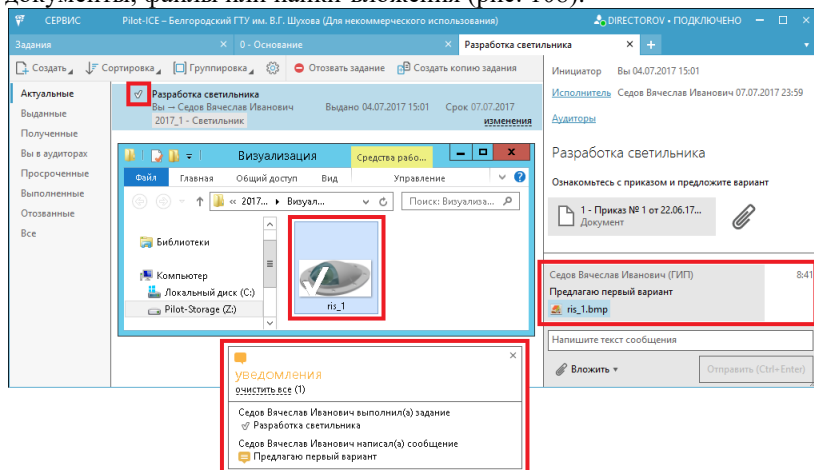 документы, файлы или папки вложения (рис. 108).
СЕРВИС
Pilot-ICE – Белгородский ГТУ им. В.Г. Шухова (Для некоммерческого использования)
DIRECTOROV • ПОДКЛЮЧЕНО
Задания
0 - Основание
Разработка светильника
Создать
Сортировка
Группировка
Отозвать задание
Создать копию задания
Актуальные
Выданные
Полученные
Вы в аудиторах
Просроченные
Выполненные
Отозванные
Все
Разработка светильника
Вы → Седов Вячеслав Иванович Выдано 04.07.2017 15:01 Срок 07.07.2017
2017_1 - Светильник
изменения
Визуализация
Средства рабо...
Файл Главная Общий доступ Вид Управление
« 2017... ▸ Визуал...
Поиск: Визуализа...
Библиотеки
Компьютер
Локальный диск (C:)
Pilot-Storage (Z:)
ris_1
уведомления
очистить все (1)
Седов Вячеслав Иванович выполнил(а) задание
Разработка светильника
Седов Вячеслав Иванович написал(а) сообщение
Предлагаю первый вариант
Инициатор Вы 04.07.2017 15:01
Исполнитель Седов Вячеслав Иванович 07.07.2017 23:59
Аудиторы
Разработка светильника
Ознакомьтесь с приказом и предложите вариант
1 - Приказ № 1 от 22.06.17...
Документ
Седов Вячеслав Иванович (ГИП) 8:41
Предлагаю первый вариант
ris_1.bmp
Напишите текст сообщения
Вложить
Отправить (Ctrl+Enter)